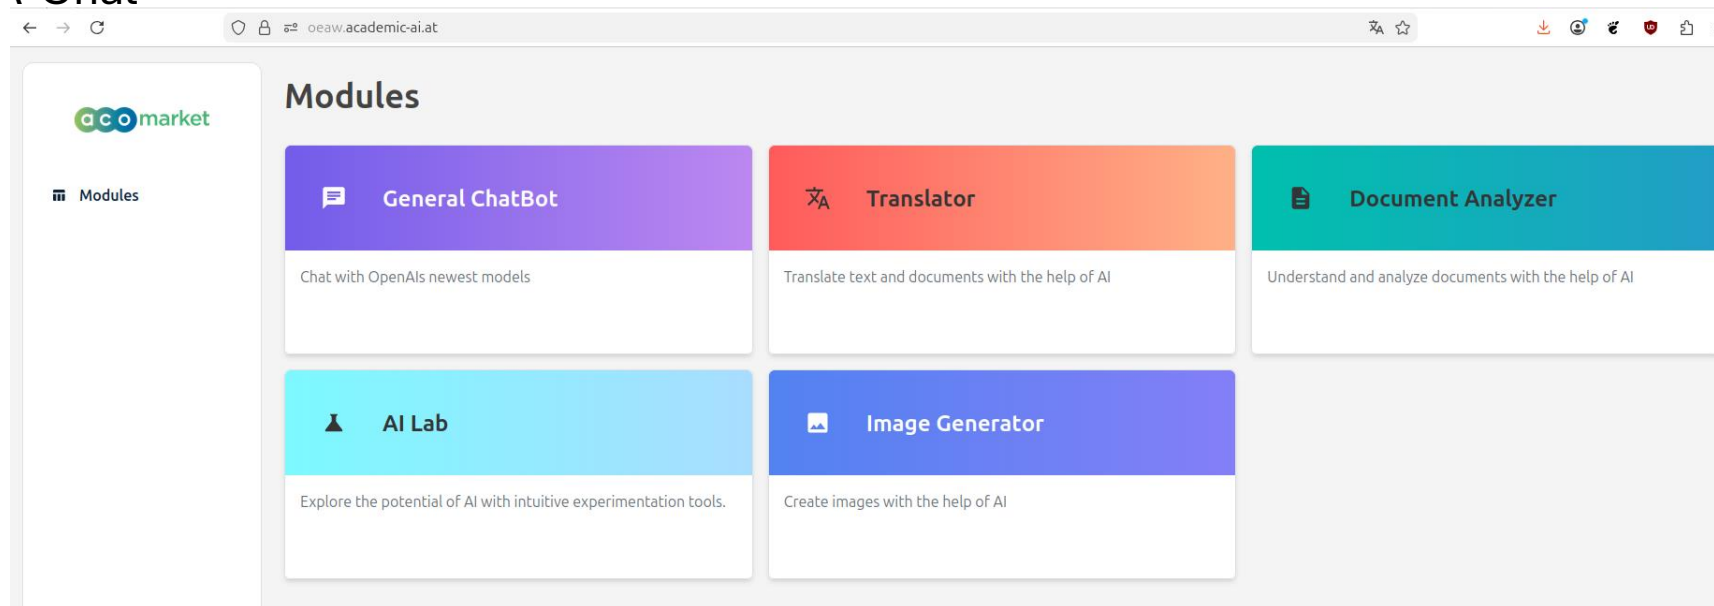 Chat
oeaw.academic-ai.at
aco market
Modules
Modules
General ChatBot
Chat with OpenAIs newest models
Translator
Translate text and documents with the help of AI
Document Analyzer
Understand and analyze documents with the help of AI
AI Lab
Explore the potential of AI with intuitive experimentation tools.
Image Generator
Create images with the help of AI